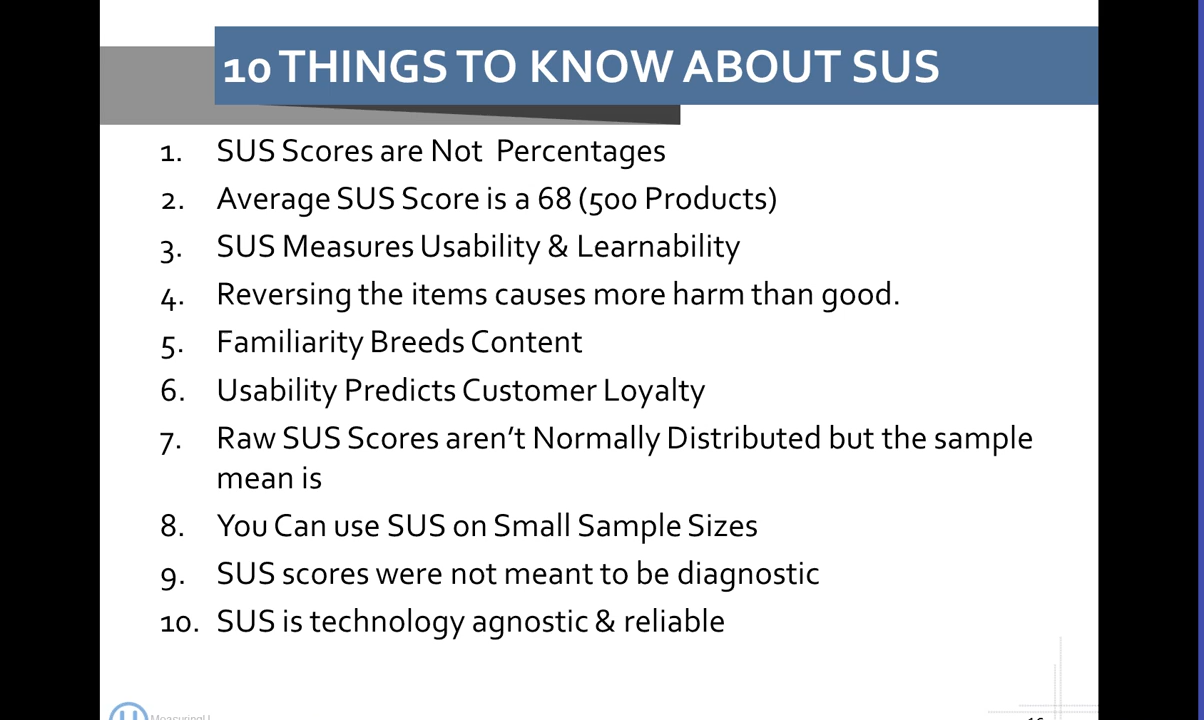 10 THINGS TO KNOW ABOUT SUS
1. SUS Scores are Not Percentages
2. Average SUS Score is a 68 (500 Products)
3. SUS Measures Usability & Learnability
4. Reversing the items causes more harm than good.
5. Familiarity Breeds Content
6. Usability Predicts Customer Loyalty
7. Raw SUS Scores aren’t Normally Distributed but the sample
mean is
8. You Can use SUS on Small Sample Sizes
9. SUS scores were not meant to be diagnostic
10. SUS is technology agnostic & reliable
MeasuringU